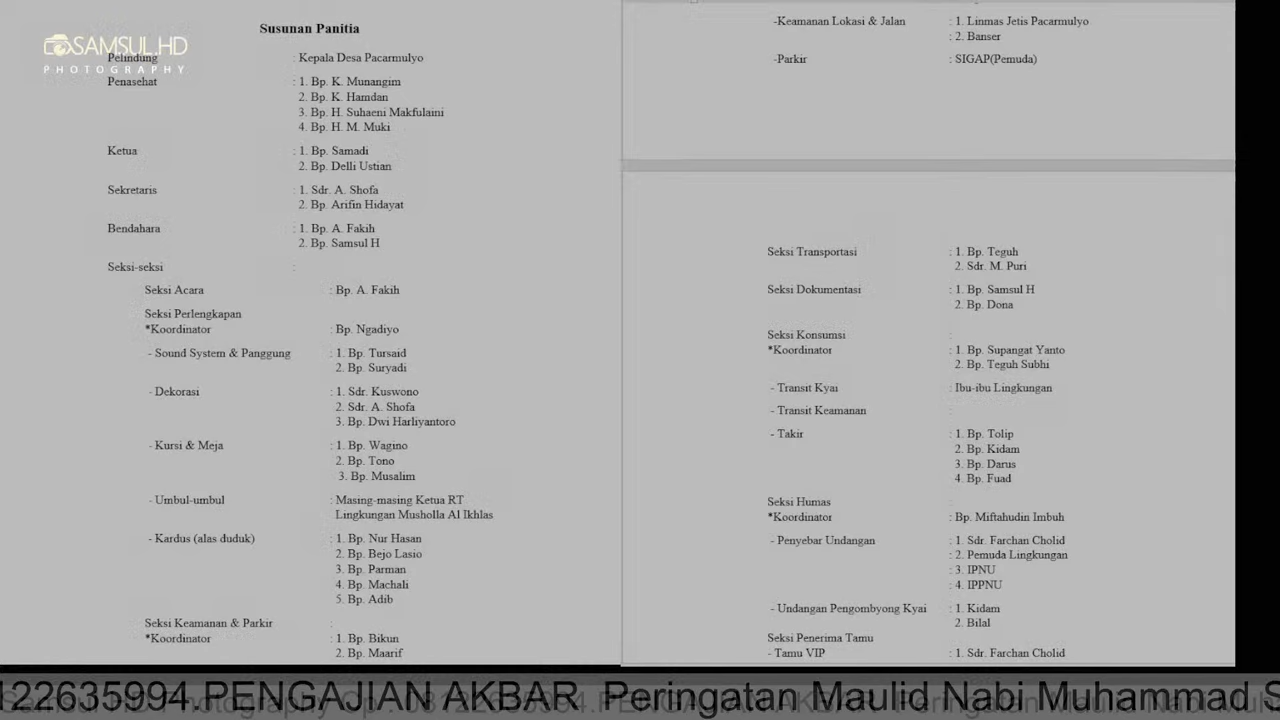 SAMSUL.HD
PHOTOGRAPHY
Susunan Panitia
Pelindung : Kepala Desa Pacarmulyo
Penasehat : 1. Bp. K. Munangim
2. Bp. K. Hamdan
3. Bp. H. Suhaeni Makfulaini
4. Bp. H. M. Muki
Ketua : 1. Bp. Samadi
2. Bp. Delli Ustian
Sekretaris : 1. Sdr. A. Shofa
2. Bp. Arifin Hidayat
Bendahara : 1. Bp. A. Fakih
2. Bp. Samsul H
Seksi-seksi :
Seksi Acara : Bp. A. Fakih
Seksi Perlengkapan
*Koordinator : Bp. Ngadiyo
- Sound System & Panggung : 1. Bp. Tursaid
2. Bp. Suryadi
- Dekorasi : 1. Sdr. Kuswono
2. Sdr. A. Shofa
3. Bp. Dwi Harliyantoro
- Kursi & Meja : 1. Bp. Wagino
2. Bp. Tono
3. Bp. Musalim
- Umbul-umbul : Masing-masing Ketua RT
Lingkungan Musholla Al Ikhlas
- Kardus (alas duduk) : 1. Bp. Nur Hasan
2. Bp. Bejo Lasio
3. Bp. Parman
4. Bp. Machali
5. Bp. Adib
Seksi Keamanan & Parkir :
*Koordinator : 1. Bp. Bikun
2. Bp. Maarif
-Keamanan Lokasi & Jalan : 1. Linmas Jetis Pacarmulyo
: 2. Banser
-Parkir : SIGAP(Pemuda)
Seksi Transportasi : 1. Bp. Teguh
2. Sdr. M. Puri
Seksi Dokumentasi : 1. Bp. Samsul H
2. Bp. Dona
Seksi Konsumsi :
*Koordinator : 1. Bp. Supangat Yanto
2. Bp. Teguh Subhi
- Transit Kyai : Ibu-ibu Lingkungan
- Transit Keamanan :
- Takir : 1. Bp. Tolip
2. Bp. Kidam
3. Bp. Darus
4. Bp. Fuad
Seksi Humas :
*Koordinator : Bp. Miftahudin Imbuh
- Penyebar Undangan : 1. Sdr. Farchan Cholid
: 2. Pemuda Lingkungan
: 3. IPNU
: 4. IPPNU
- Undangan Pengombyong Kyai : 1. Kidam
2. Bilal
Seksi Penerima Tamu
- Tamu VIP : 1. Sdr. Farchan Cholid
122635994.PENGAJIAN AKBAR Peringatan Maulid Nabi Muhammad S